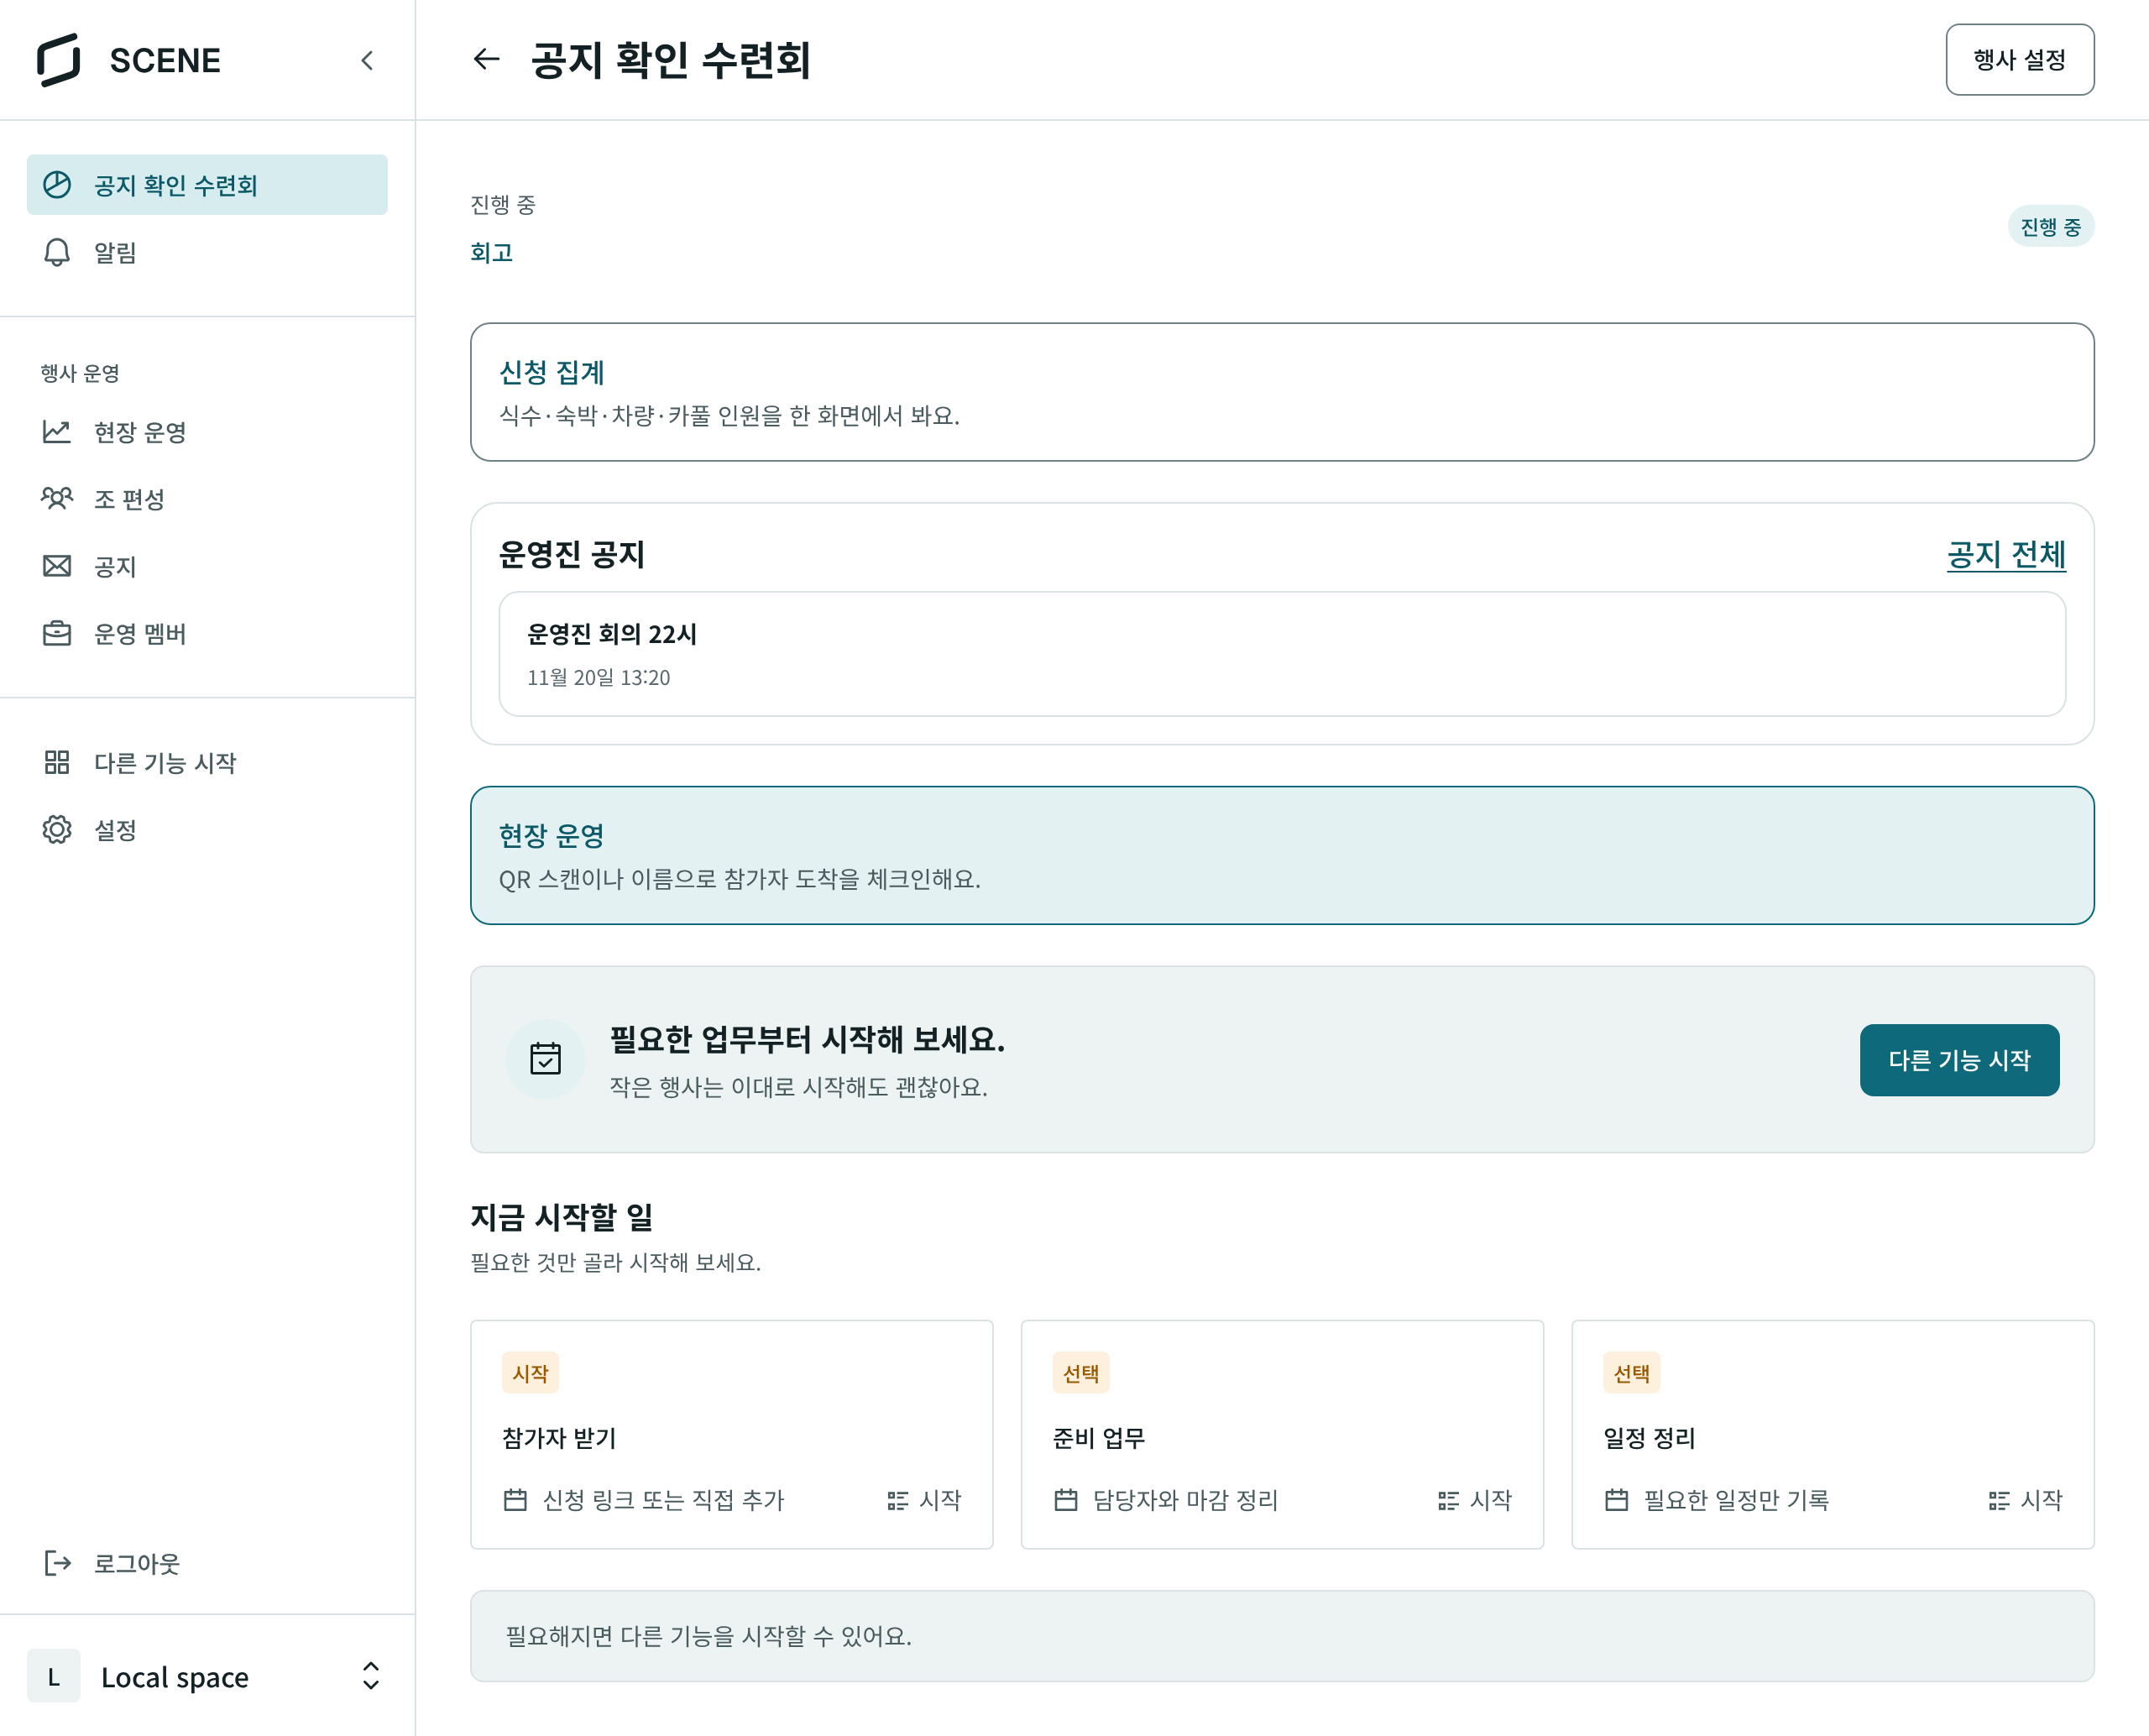 SCENE
공지 확인 수련회
알림
행사 운영
현장 운영
조 편성
공지
운영 멤버
다른 기능 시작
설정
로그아웃
L
Local space
공지 확인 수련회
행사 설정
진행 중
회고
진행 중
신청 집계
식수·숙박·차량·카풀 인원을 한 화면에서 봐요.
운영진 공지
공지 전체
운영진 회의 22시
11월 20일 13:20
현장 운영
QR 스캔이나 이름으로 참가자 도착을 체크인해요.
필요한 업무부터 시작해 보세요.
작은 행사는 이대로 시작해도 괜찮아요.
다른 기능 시작
지금 시작할 일
필요한 것만 골라 시작해 보세요.
시작
참가자 받기
신청 링크 또는 직접 추가
시작
선택
준비 업무
담당자와 마감 정리
시작
선택
일정 정리
필요한 일정만 기록
시작
필요해지면 다른 기능을 시작할 수 있어요.